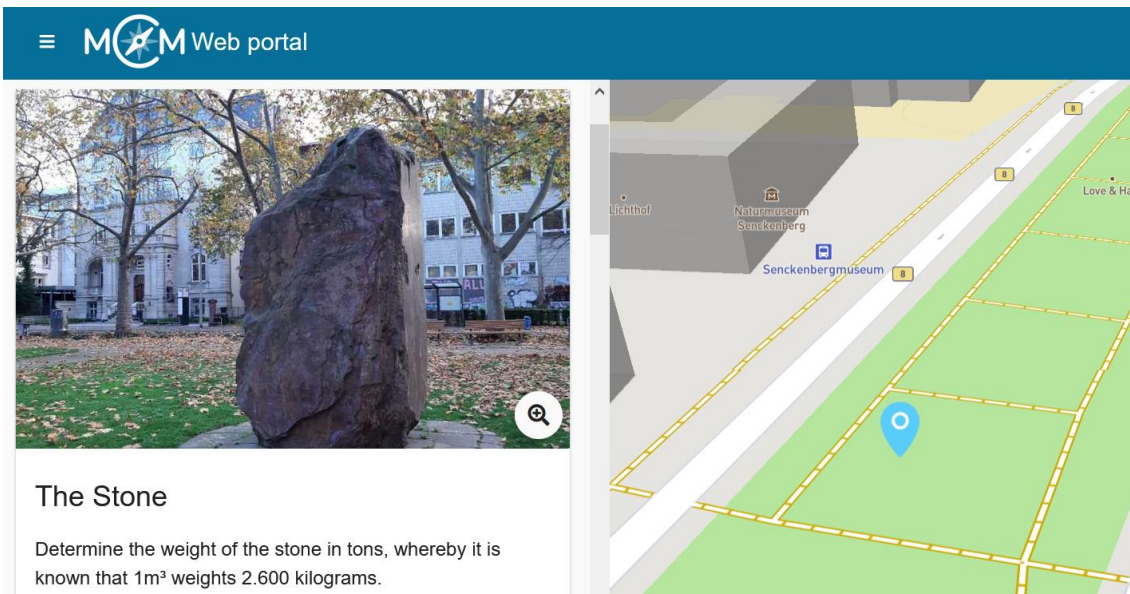 MCM Web portal
ALU
The Stone
Determine the weight of the stone in tons, whereby it is
known that 1m³ weights 2.600 kilograms.
8
8
Love & Ha
Lichthof
Naturmuseum
Senckenberg
Senckenbergmuseum
8